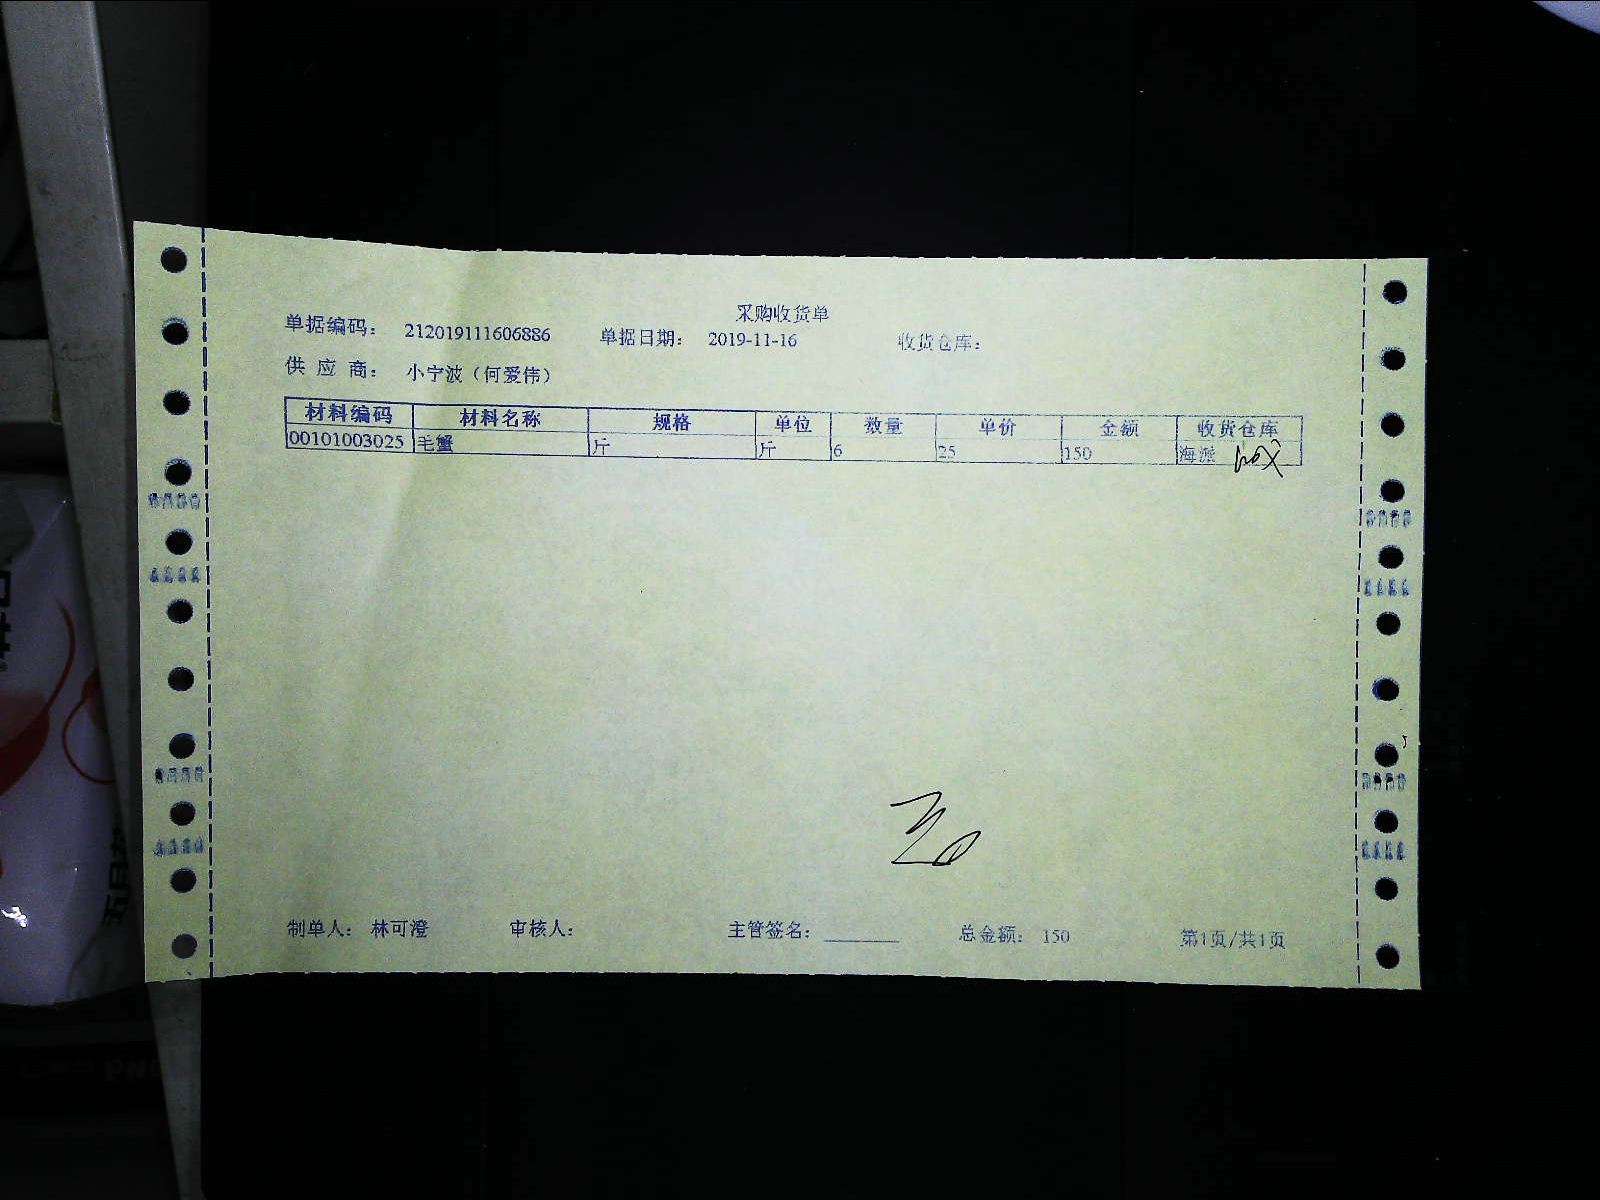 采购收货单
单据编码： 212019111606886 单据日期： 2019-11-16 收货仓库：
供 应 商： 小宁波（何爱伟）
材料编码 材料名称 规格 单位 数量 单价 金额 收货仓库
00101003025 毛蟹 斤 斤 6 25 150 海派
制单人： 林可澄 审核人： 主管签名： 总金额： 150 第1页/共1页